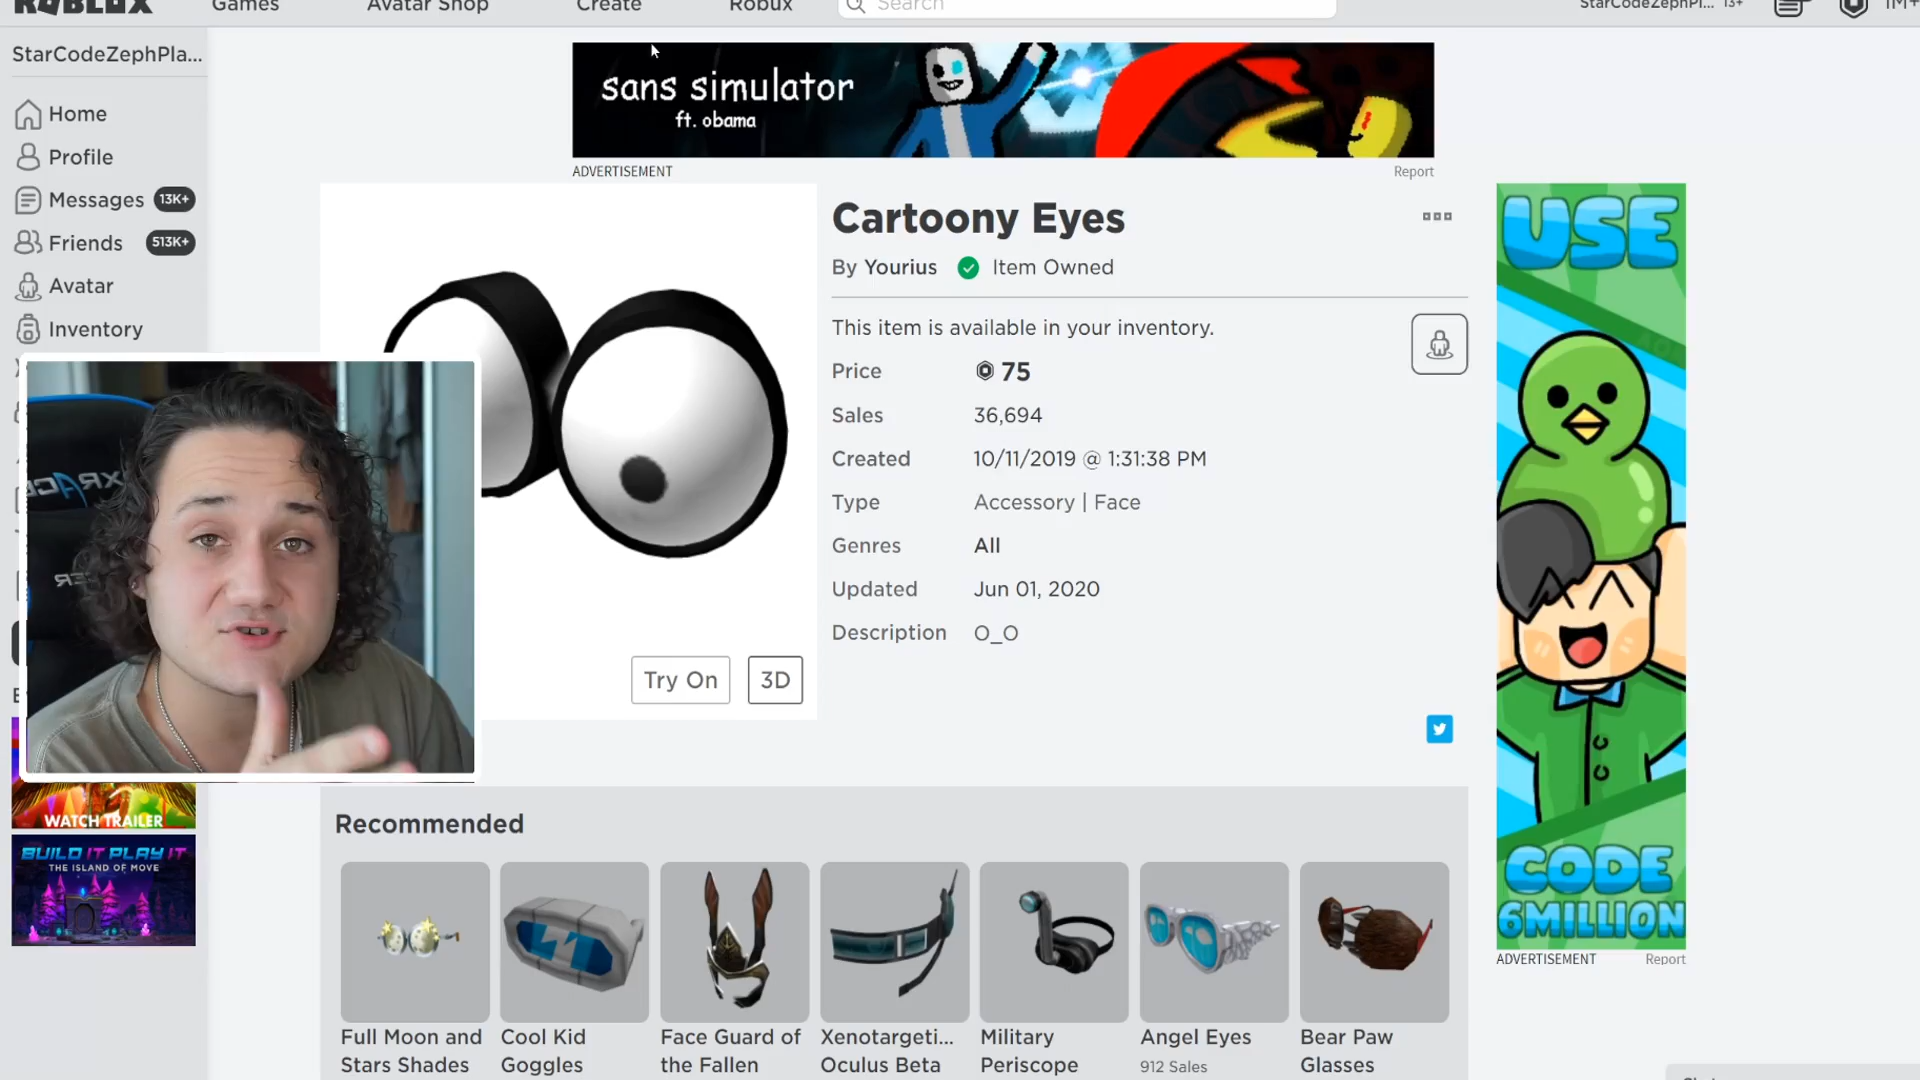 ROBLOX
Games
Avatar Shop
Create
Robux
Search
StarCodeZephPl... 13+
1M+
StarCodeZephPla...
Home
Profile
Messages 13K+
Friends 513K+
Avatar
Inventory
sans simulator
ft. obama
ADVERTISEMENT
Report
Cartoony Eyes
By Yourius Item Owned
This item is available in your inventory.
Price 75
Sales 36,694
Created 10/11/2019 @ 1:31:38 PM
Type Accessory | Face
Genres All
Updated Jun 01, 2020
Description O_O
Try On
3D
USE
CODE
6MILLION
ADVERTISEMENT
Report
WATCH TRAILER
BUILD IT PLAY IT
THE ISLAND OF MOVE
Recommended
Full Moon and
Stars Shades
Cool Kid
Goggles
Face Guard of
the Fallen
Xenotargeti...
Oculus Beta
Military
Periscope
Angel Eyes
912 Sales
Bear Paw
Glasses